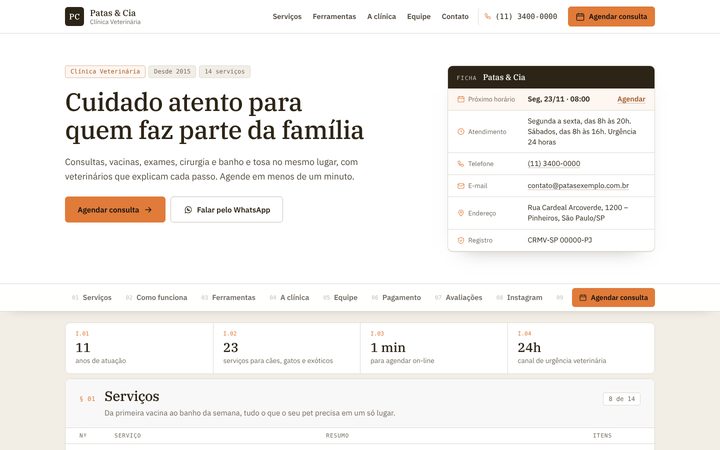 PC
Patas & Cia
Clínica Veterinária
Serviços
Ferramentas
A clínica
Equipe
Contato
(11) 3400-0000
Agendar consulta
Clínica Veterinária
Desde 2015
14 serviços
Cuidado atento para
quem faz parte da família
Consultas, vacinas, exames, cirurgia e banho e tosa no mesmo lugar, com
veterinários que explicam cada passo. Agende em menos de um minuto.
Agendar consulta
Falar pelo WhatsApp
FICHA Patas & Cia
Próximo horário
Seg, 23/11 · 08:00
Agendar
Atendimento
Segunda a sexta, das 8h às 20h.
Sábados, das 8h às 16h. Urgência
24 horas
Telefone
(11) 3400-0000
E-mail
contato@patasexemplo.com.br
Endereço
Rua Cardeal Arcoverde, 1200 –
Pinheiros, São Paulo/SP
Registro
CRMV-SP 00000-PJ
01 Serviços
02 Como funciona
03 Ferramentas
04 A clínica
05 Equipe
06 Pagamento
07 Avaliações
08 Instagram
09
Agendar consulta
I.01
11
anos de atuação
I.02
23
serviços para cães, gatos e exóticos
I.03
1 min
para agendar on-line
I.04
24h
canal de urgência veterinária
§ 01 Serviços
Da primeira vacina ao banho da semana, tudo o que o seu pet precisa em um só lugar.
8 de 14
Nº
SERVIÇO
RESUMO
ITENS